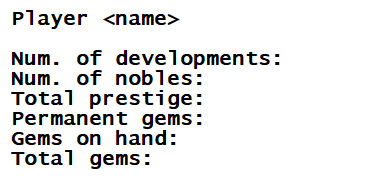 Player <name>
Num. of developments:
Num. of nobles:
Total prestige:
Permanent gems:
Gems on hand:
Total gems: